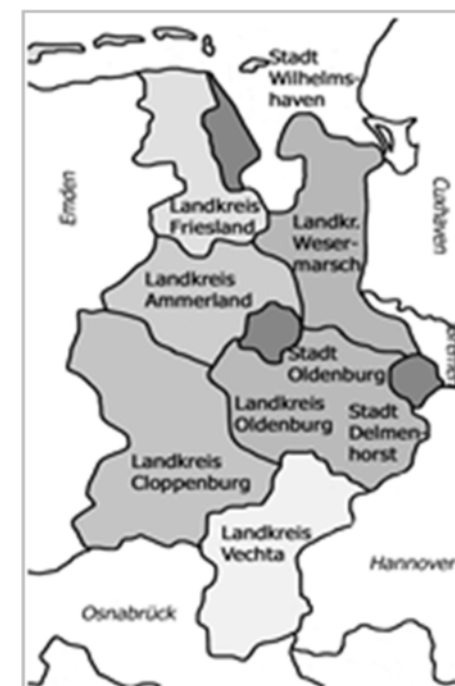 Stadt
Wilhelms-
haven
Emden
Cuxhaven
Landkreis
Friesland
Landkr.
Weser-
marsch
Landkreis
Ammerland
Stadt
Oldenburg
Landkreis
Oldenburg
Stadt
Delmen-
horst
Landkreis
Cloppenburg
Landkreis
Vechta
Hannover
Osnabrück